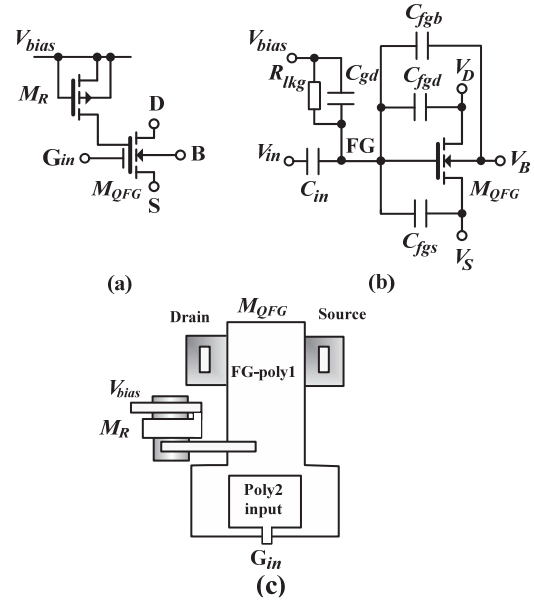 V_bias
M_R
D
G_in
B
M_QFG
S
(a)
C_fgb
V_bias
R_lkg
C_gd
C_fgd
V_D
V_in
FG
C_in
V_B
M_QFG
C_fgs
V_S
(b)
M_QFG
Drain
Source
FG-poly1
V_bias
M_R
Poly2
input
G_in
(c)